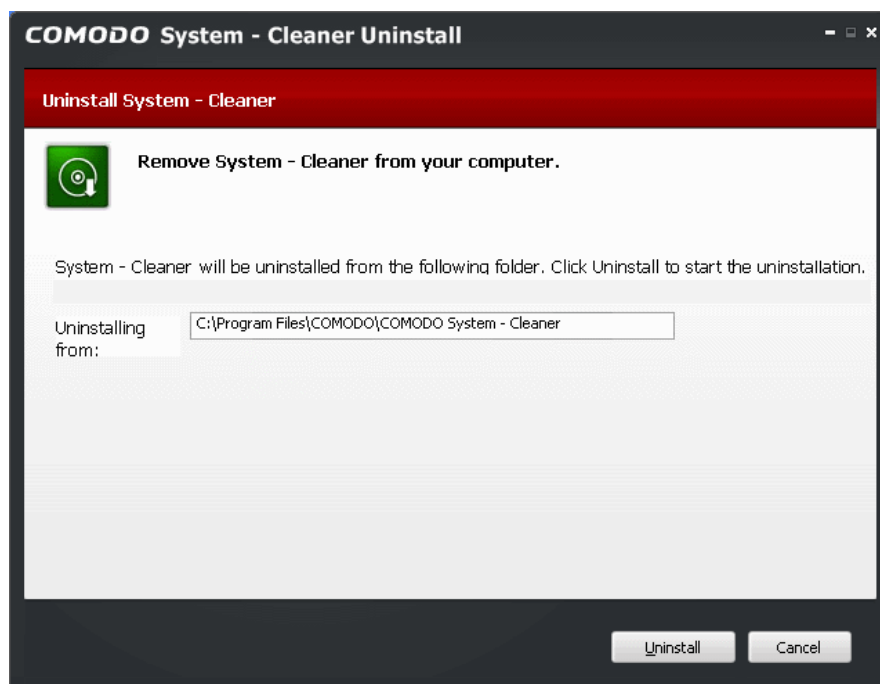 COMODO System - Cleaner Uninstall
Uninstall System - Cleaner
Remove System - Cleaner from your computer.
System - Cleaner will be uninstalled from the following folder. Click Uninstall to start the uninstallation.
Uninstalling
from:
C:\Program Files\COMODO\COMODO System - Cleaner
Uninstall
Cancel